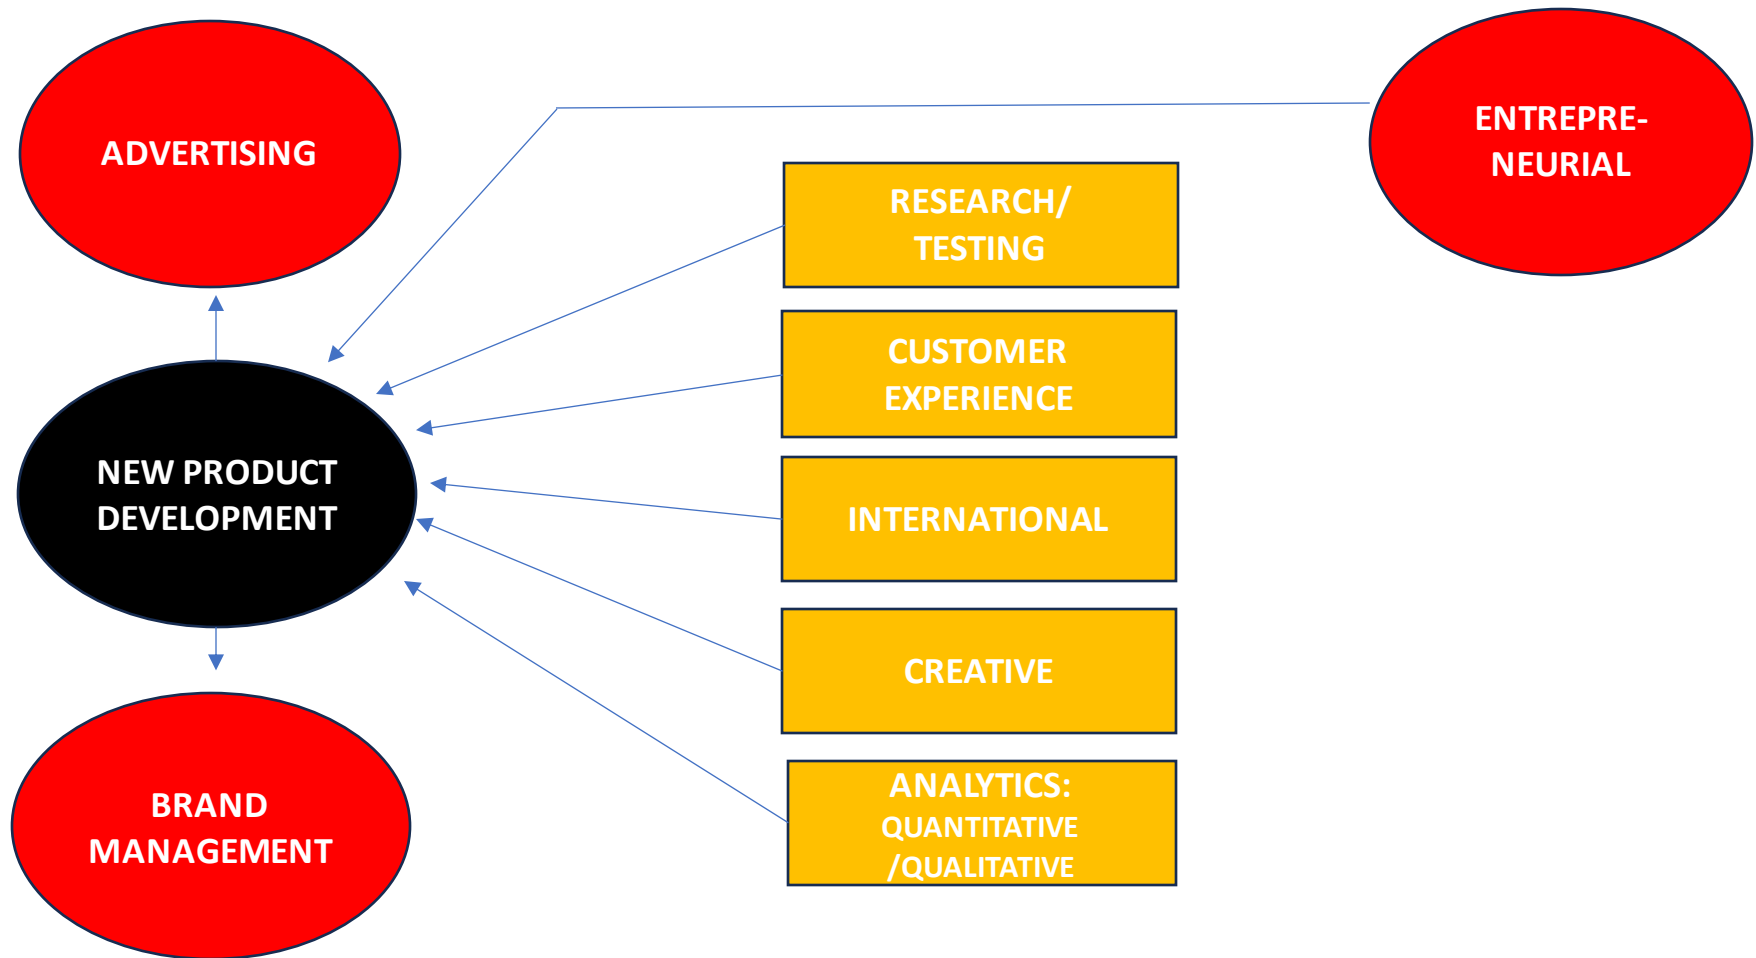 ADVERTISING
ENTREPRE-
NEURIAL
RESEARCH/
TESTING
CUSTOMER
EXPERIENCE
NEW PRODUCT
DEVELOPMENT
INTERNATIONAL
CREATIVE
BRAND
MANAGEMENT
ANALYTICS:
QUANTITATIVE
/QUALITATIVE